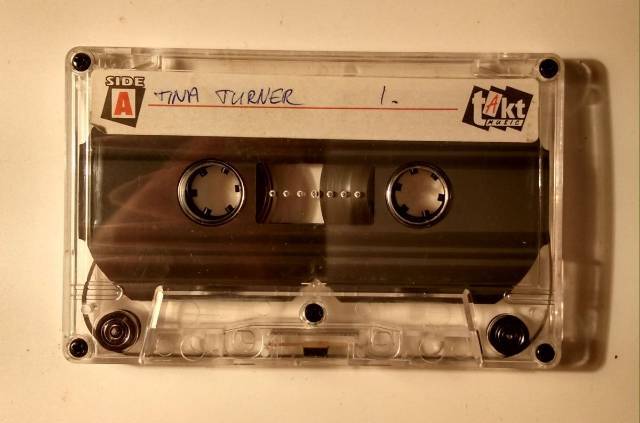 SIDE
A
TINA TURNER 1.
tAkt
MUSIC